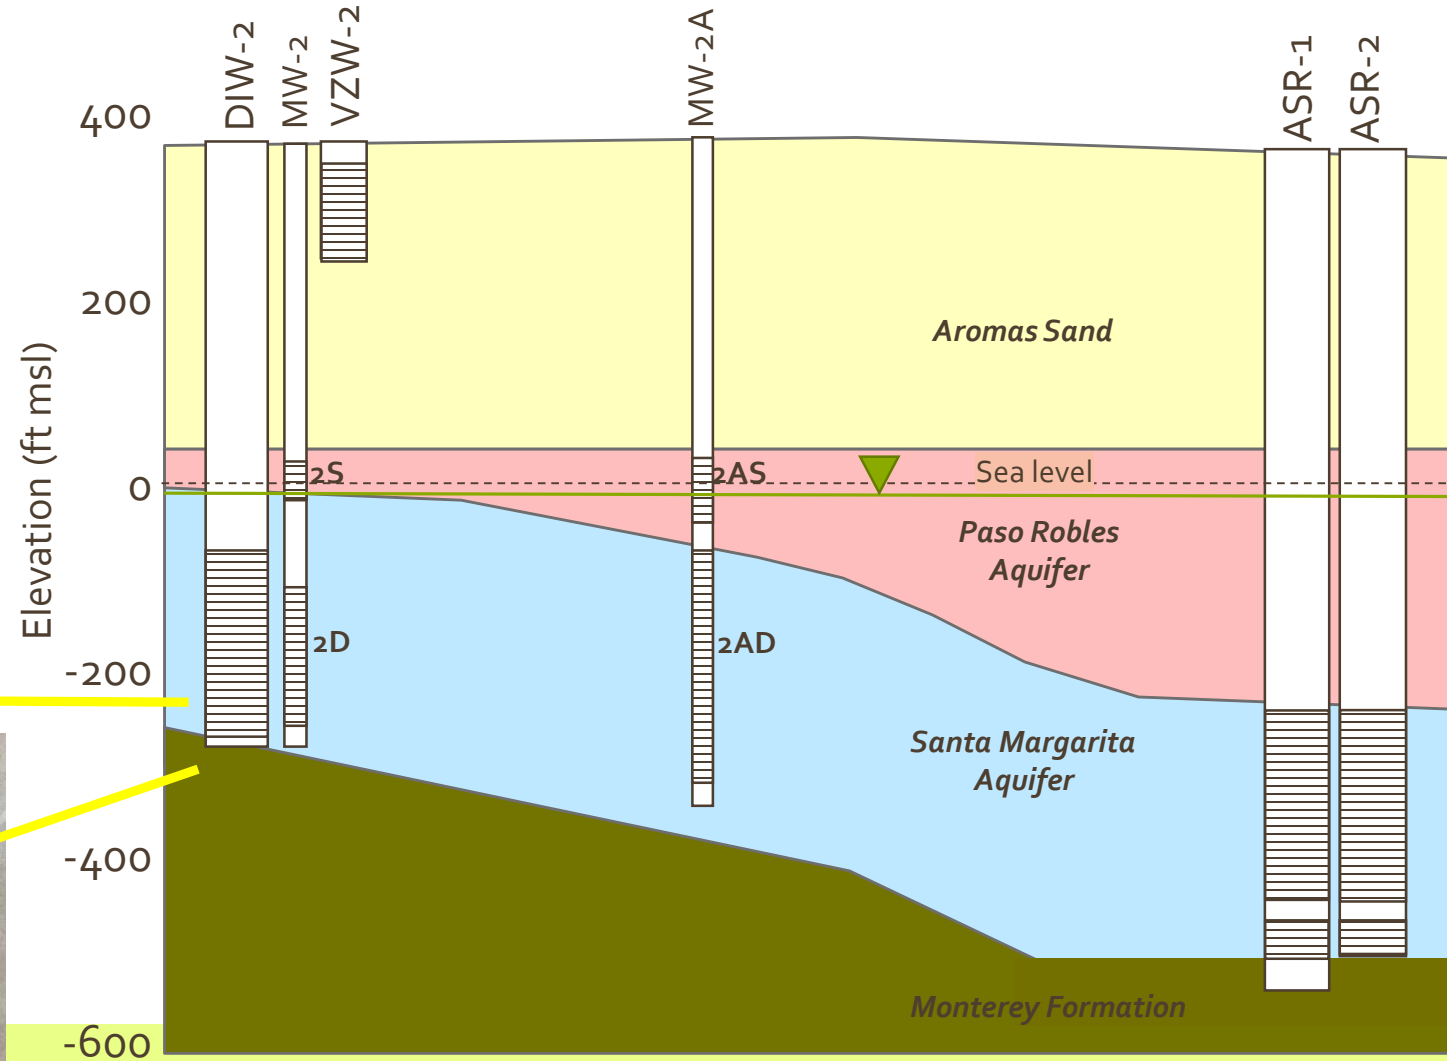 DIW-2
MW-2
VZW-2
MW-2A
ASR-1
ASR-2
400
200
0
-200
-400
-600
Elevation (ft msl)
Aromas Sand
2S
2AS
Sea level
Paso Robles
Aquifer
2D
2AD
Santa Margarita
Aquifer
Monterey Formation